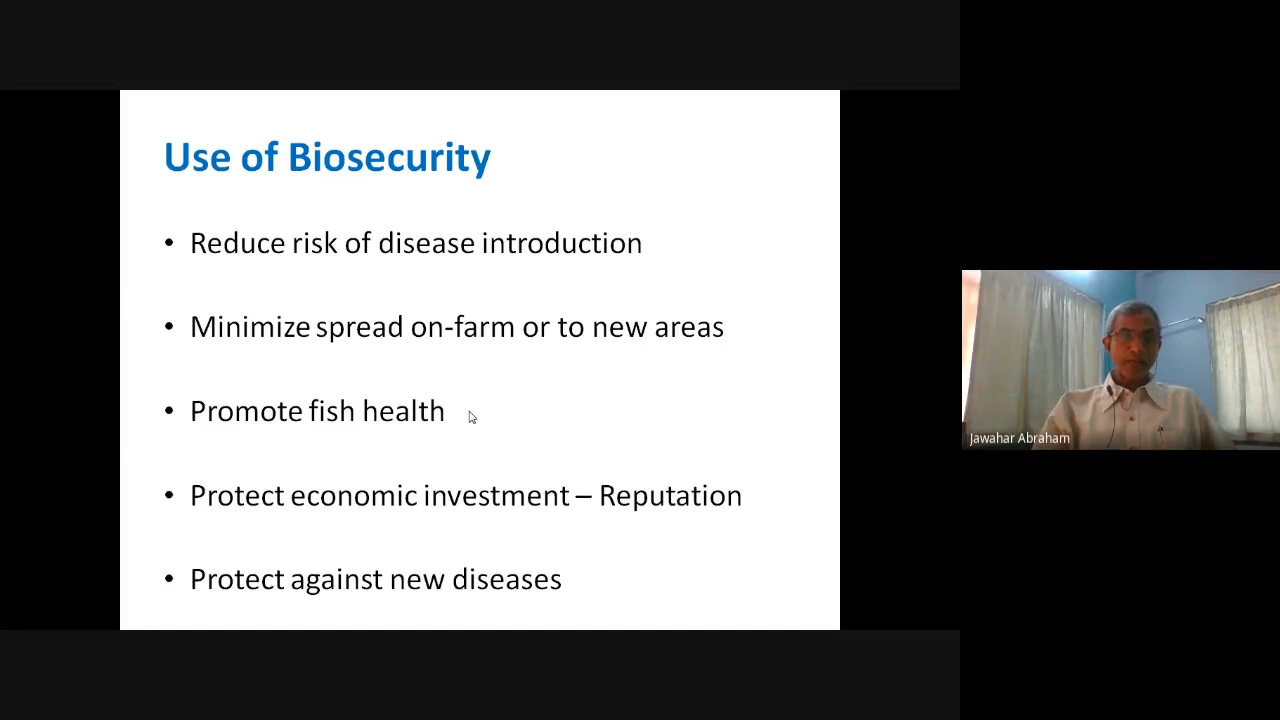 Use of Biosecurity
• Reduce risk of disease introduction
• Minimize spread on-farm or to new areas
• Promote fish health
• Protect economic investment – Reputation
• Protect against new diseases
Jawahar Abraham